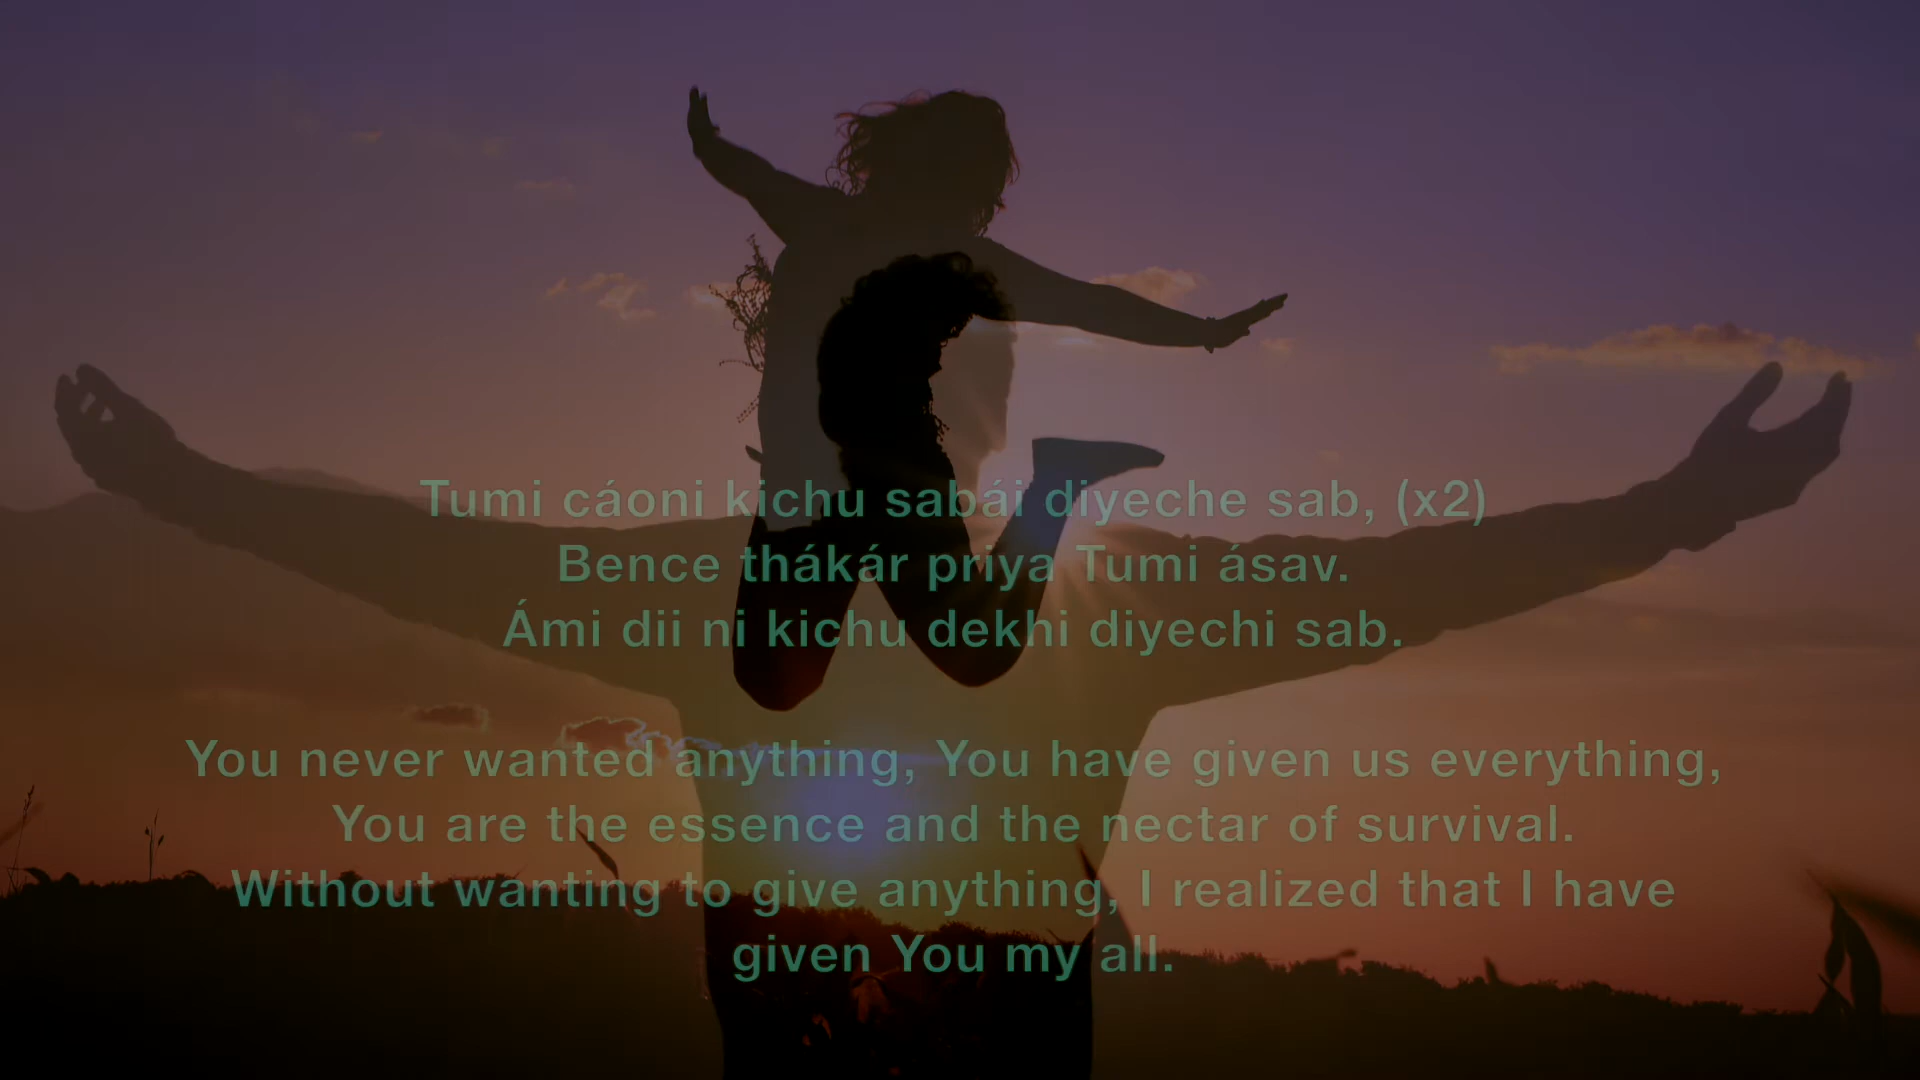 Tumi cáoni kichu sabái diyeche sab, (x2)
Bence thákár priya Tumi ásav.
Ámi dii ni kichu dekhi diyechi sab.
You never wanted anything, You have given us everything,
You are the essence and the nectar of survival.
Without wanting to give anything, I realized that I have
given You my all.